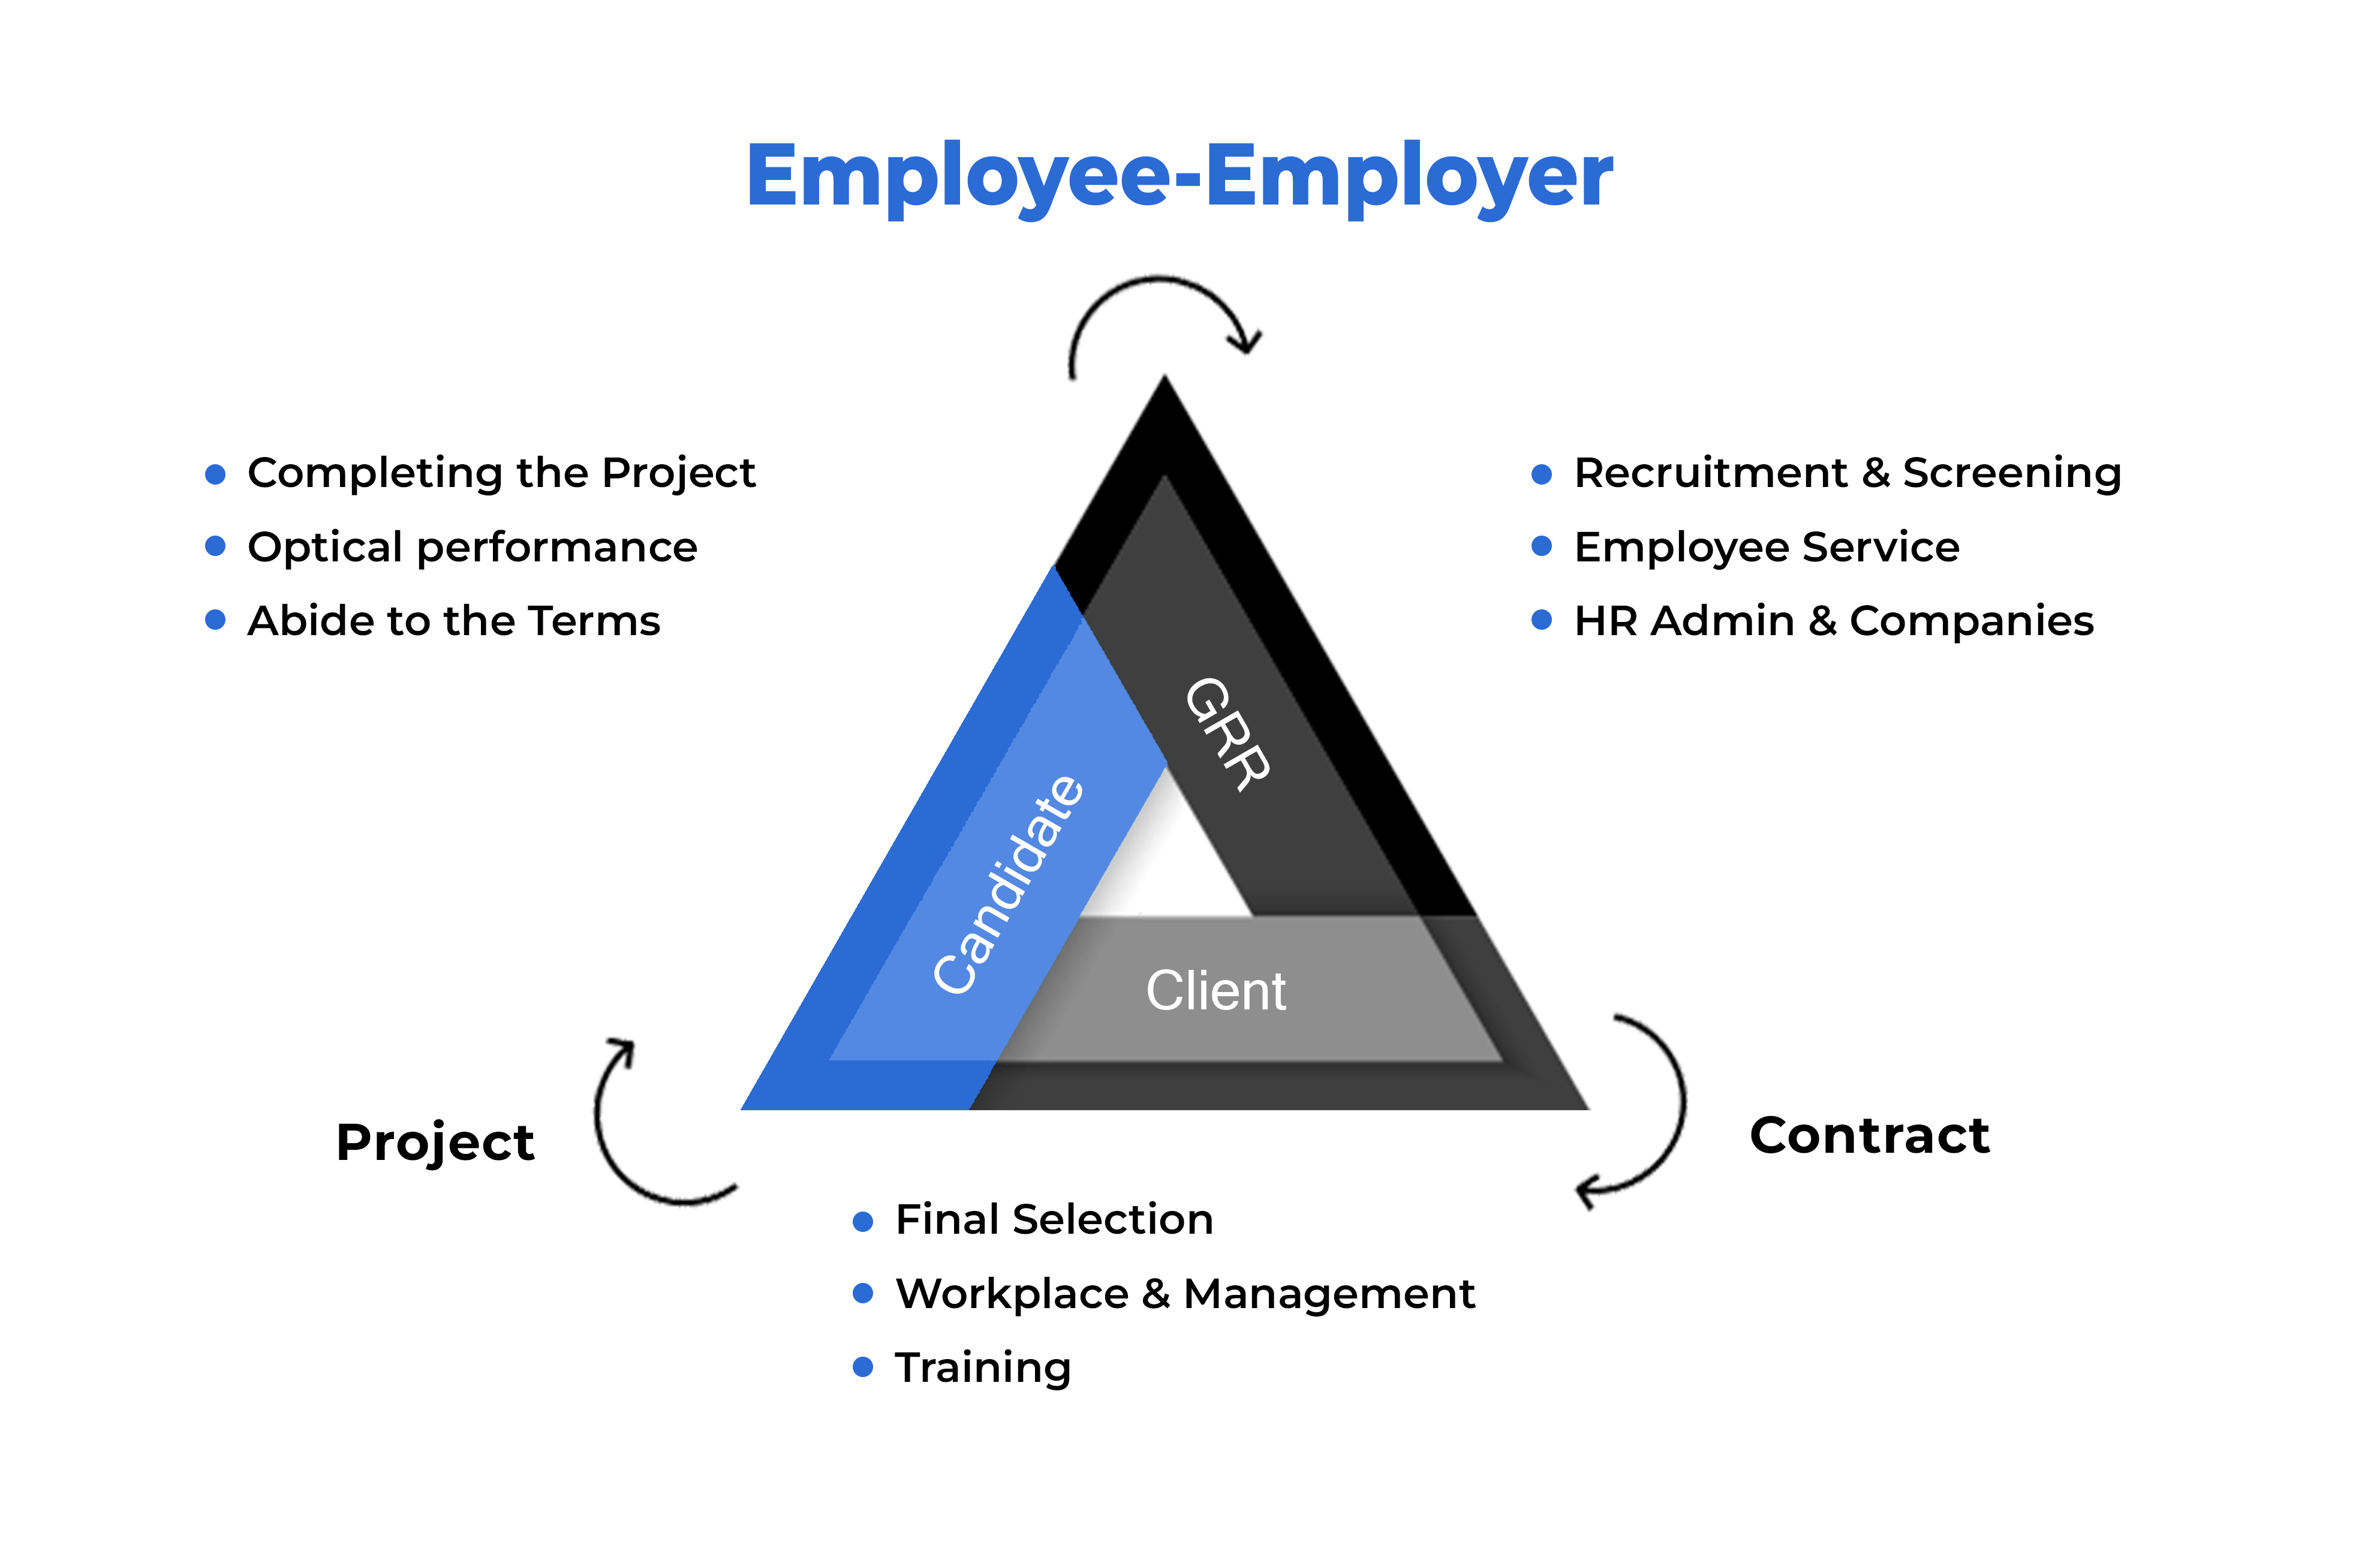 Employee-Employer
Completing the Project
Optical performance
Abide to the Terms
Recruitment & Screening
Employee Service
HR Admin & Companies
GRR
Candidate
Client
Project
Contract
Final Selection
Workplace & Management
Training